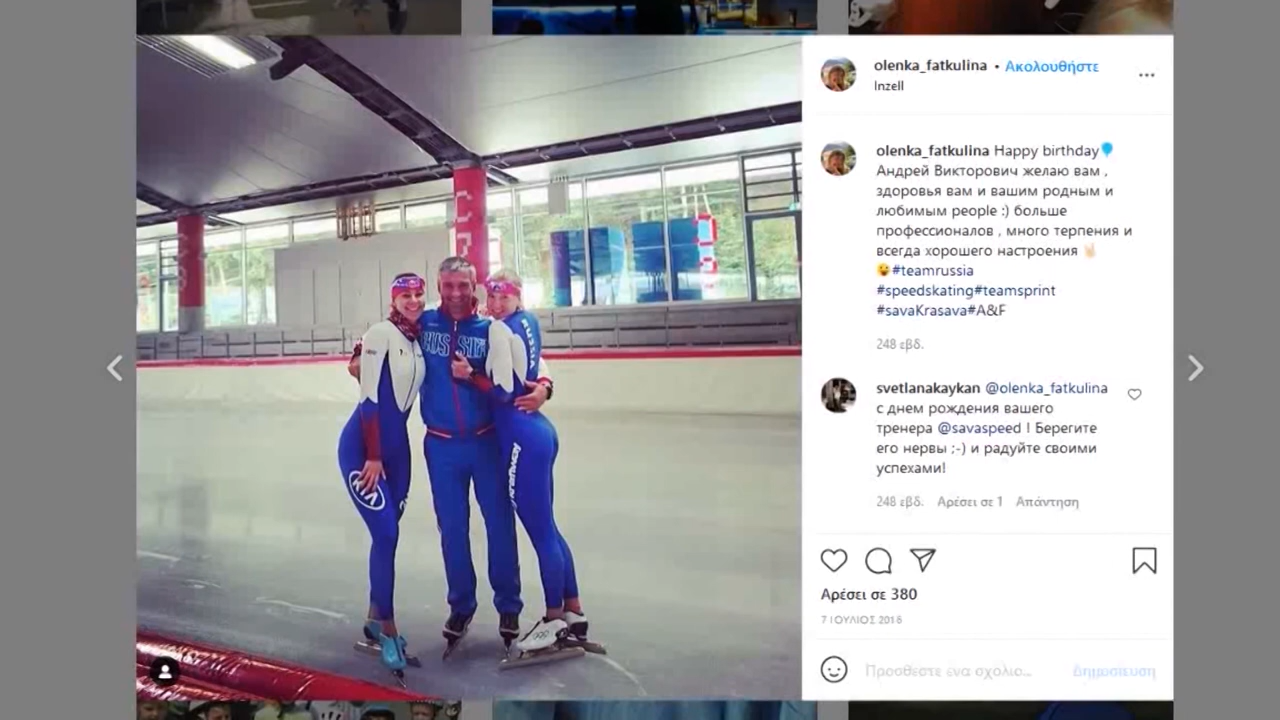 olenka_fatkulina • Ακολουθήστε
Inzell
olenka_fatkulina Happy birthday🎈
Андрей Викторович желаю вам ,
здоровья вам и вашим родным и
любимым people :) больше
профессионалов , много терпения и
всегда хорошего настроения ✌🏻
😜#teamrussia
#speedskating#teamsprint
#savaKrasava#A&F
248 εβδ.
svetlanakaykan @olenka_fatkulina
с днем рождения вашего
тренера @savaspeed ! Берегите
его нервы ;-) и радуйте своими
успехами!
248 εβδ. Αρέσει σε 1 Απάντηση
RUSSIA
RUSSIA
KIA
Αρέσει σε 380
7 ΙΟΥΛΙΟΣ 2016
Προσθέστε ένα σχόλιο... Δημοσίευση